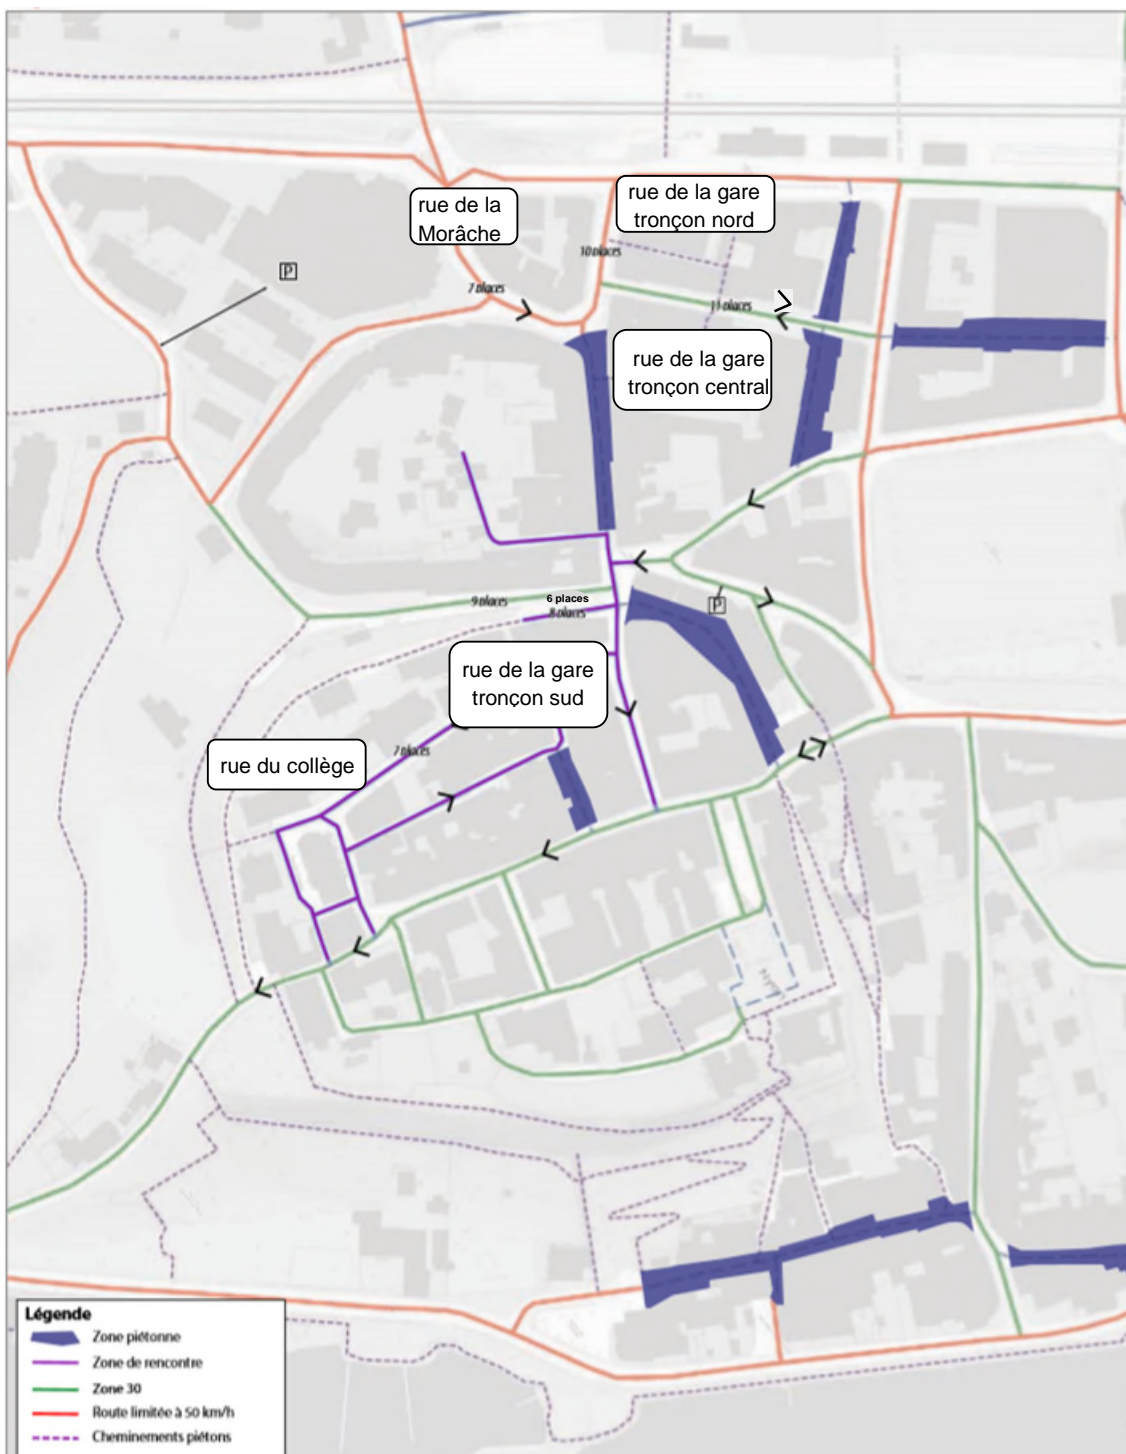 rue de la
Morâche
rue de la gare
tronçon nord
10 places
P
7 places
11 places
rue de la gare
tronçon central
9 places
6 places
8 places
P
rue de la gare
tronçon sud
7 places
rue du collège
Légende
Zone piétonne
Zone de rencontre
Zone 30
Route limitée à 50 km/h
Cheminements piétons